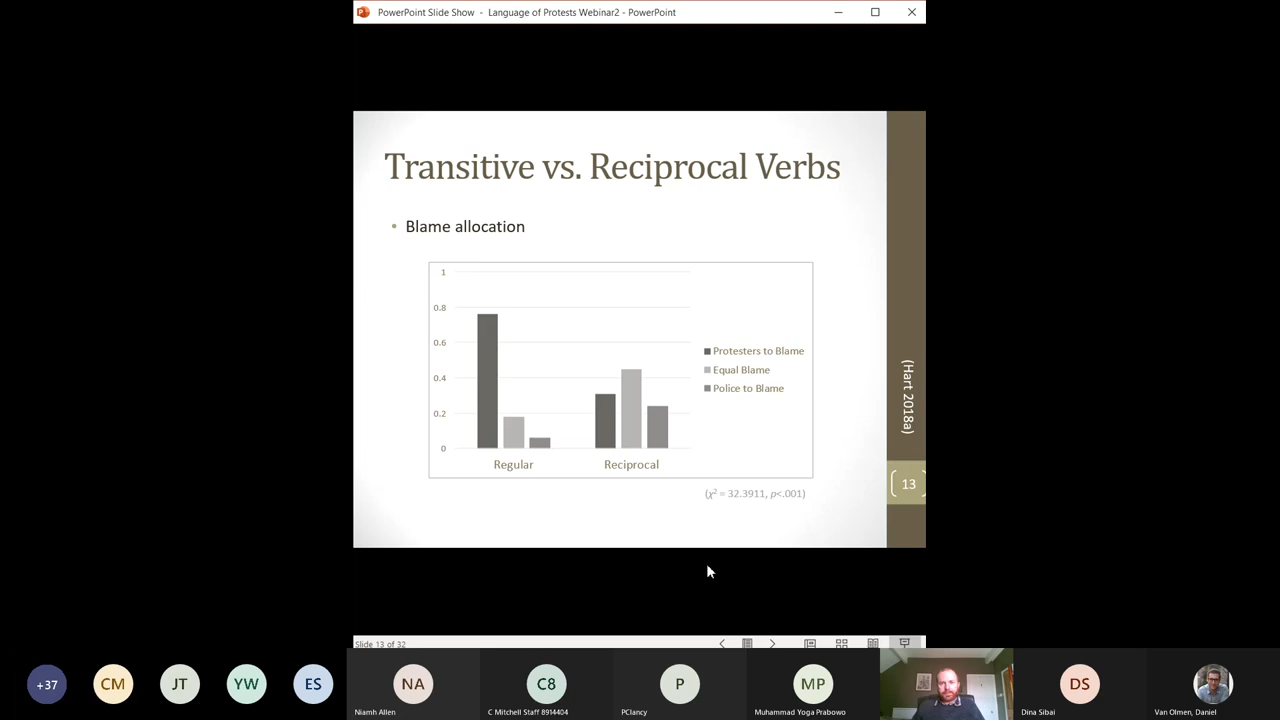 PowerPoint Slide Show - Language of Protests Webinar2 - PowerPoint
Transitive vs. Reciprocal Verbs
• Blame allocation
1
0.8
0.6
0.4
0.2
0
Regular
Reciprocal
Protesters to Blame
Equal Blame
Police to Blame
(χ² = 32.3911, p<.001)
(Hart 2018a)
13
Slide 13 of 32
+37
CM
JT
YW
ES
NA
Niamh Allen
C8
C Mitchell Staff 8914404
P
PClancy
MP
Muhammad Yoga Prabowo
DS
Dina Sibai
Van Olmen, Daniel